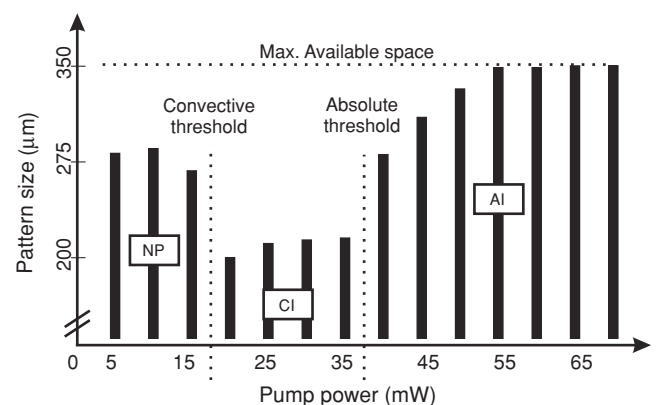 Max. Available space
350
Convective
threshold
Absolute
threshold
275
Pattern size (μm)
AI
NP
200
CI
0 5 15 25 35 45 55 65
Pump power (mW)